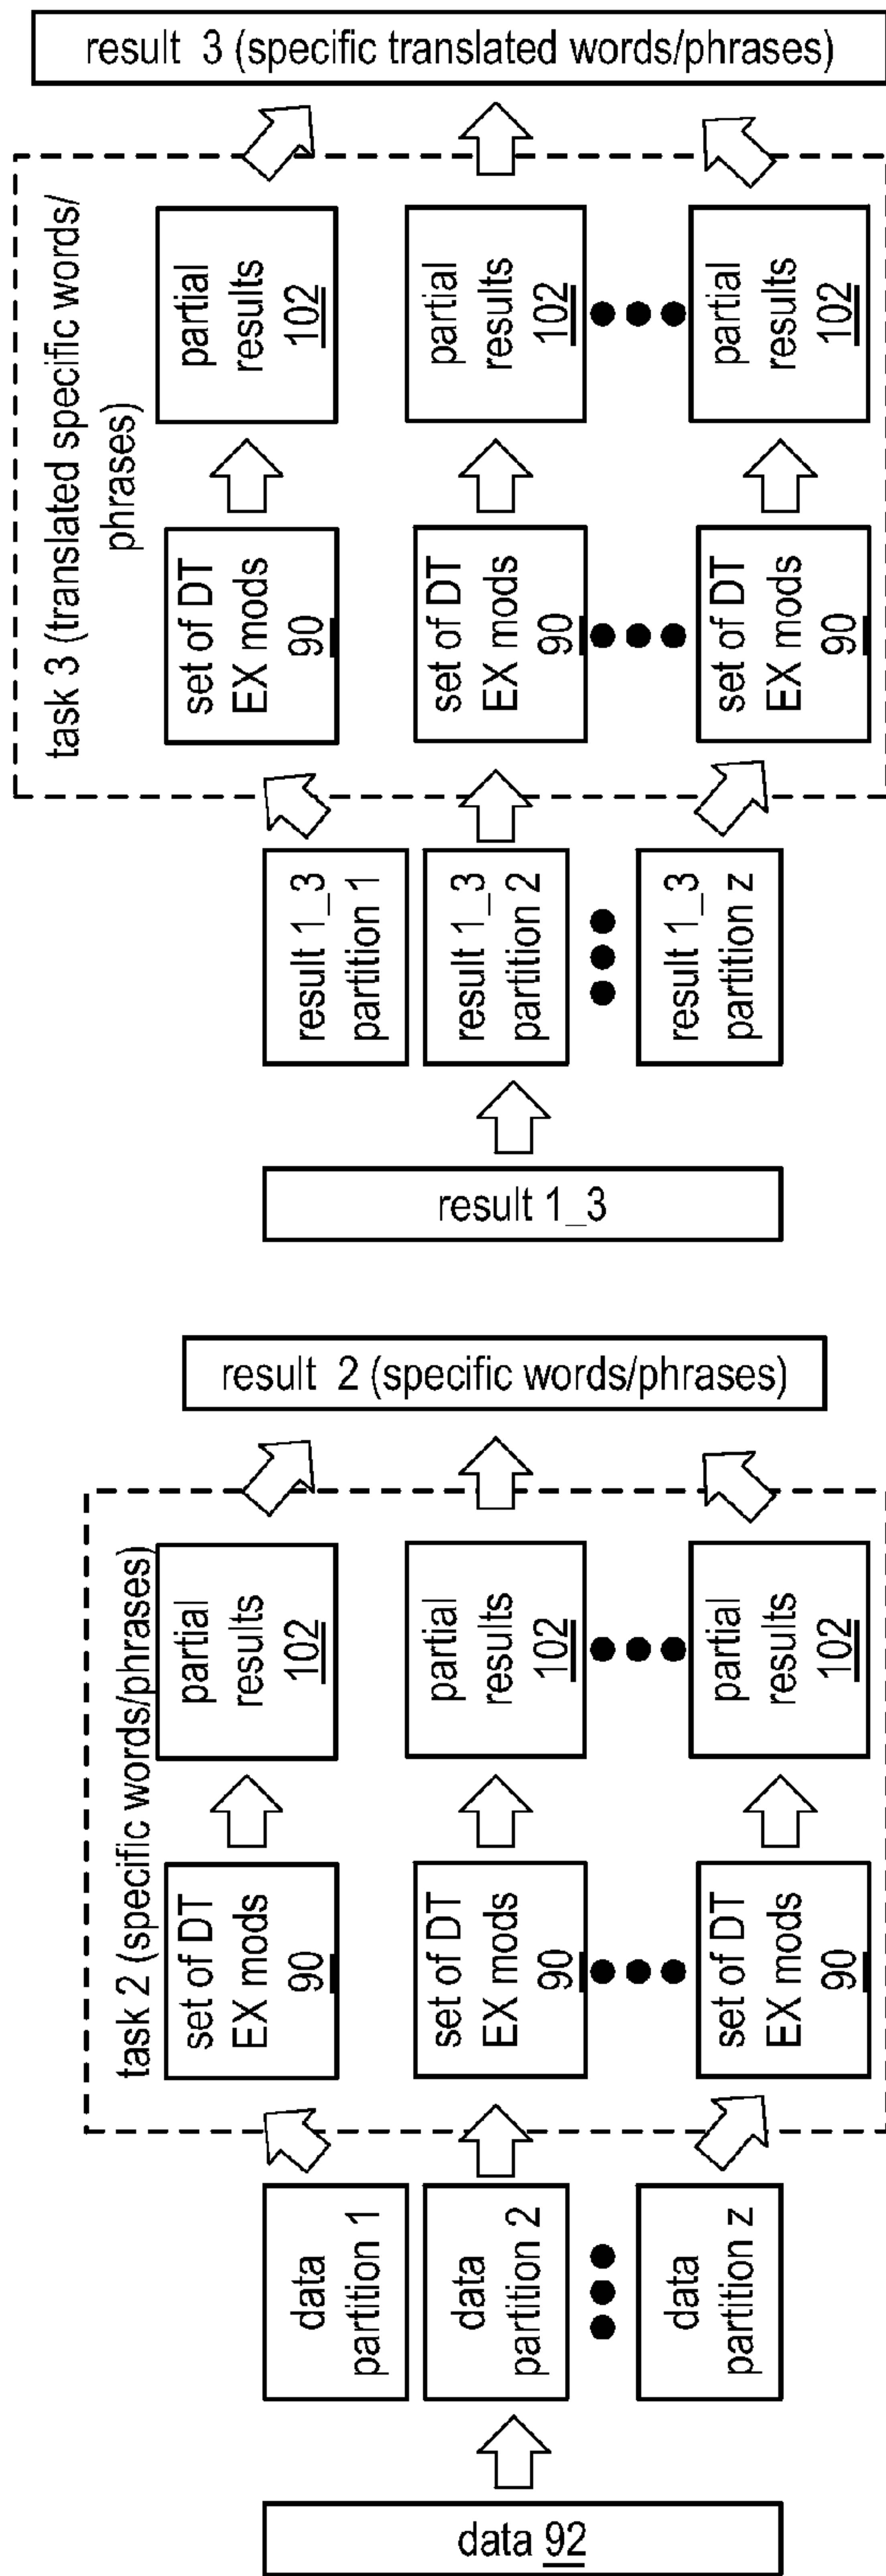 task 2 (specific words/phrases)
data 92
data
partition 1
data
partition 2
data
partition z
set of DT
EX mods
90
set of DT
EX mods
90
set of DT
EX mods
90
partial
results
102
partial
results
102
partial
results
102
result 2 (specific words/phrases)
task 3 (translated specific words/
phrases)
result 1_3
result 1_3
partition 1
result 1_3
partition 2
result 1_3
partition z
set of DT
EX mods
90
set of DT
EX mods
90
set of DT
EX mods
90
partial
results
102
partial
results
102
partial
results
102
result 3 (specific translated words/phrases)